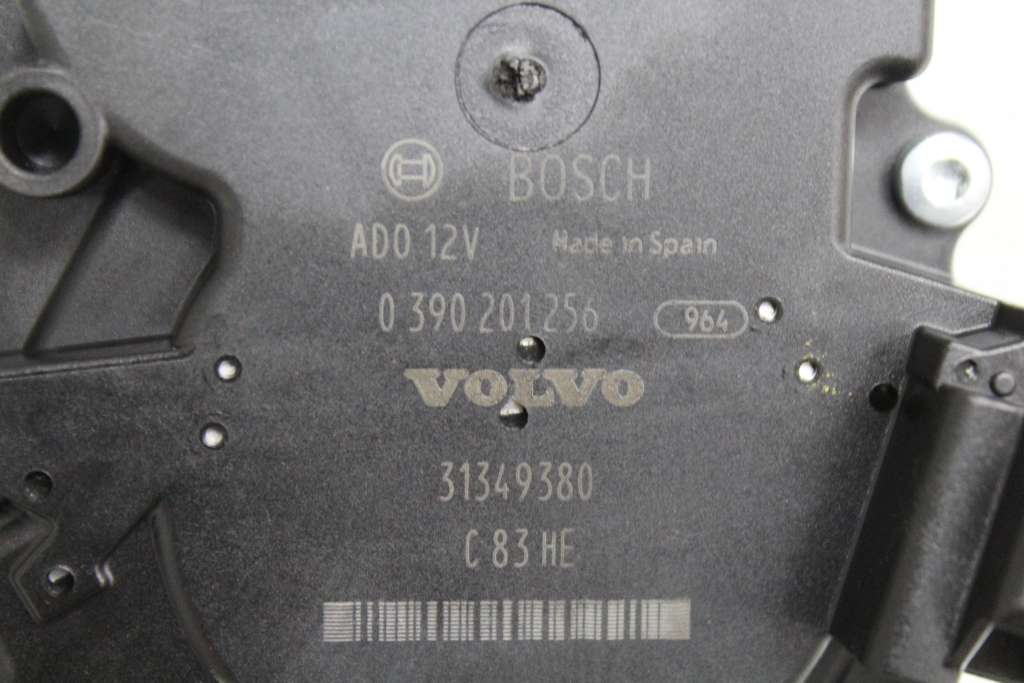 BOSCH
ADO 12V Made in Spain
0 390 201 256 964
VOLVO
31349380
C 83 HE